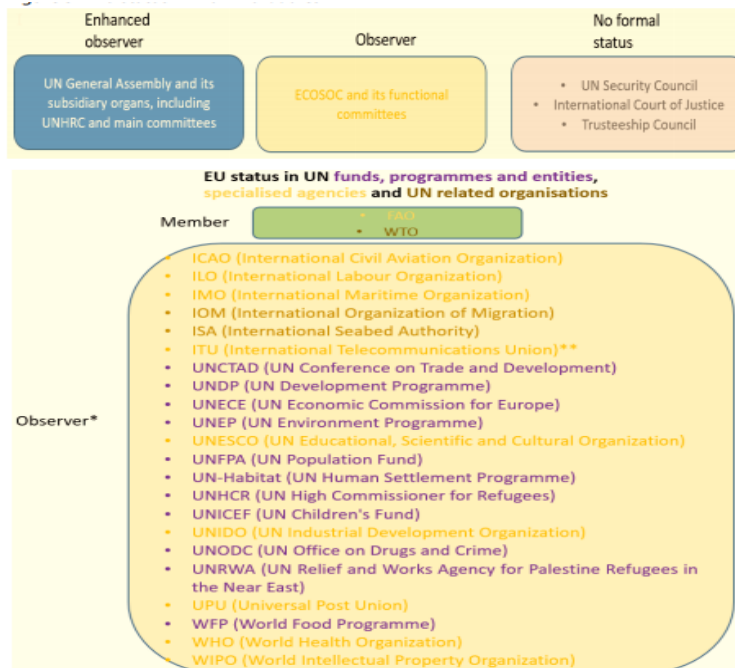 Enhanced
observer
Observer
No formal
status
UN General Assembly and its
subsidiary organs, including
UNHRC and main committees
ECOSOC and its functional
committees
• UN Security Council
• International Court of Justice
• Trusteeship Council
EU status in UN funds, programmes and entities,
specialised agencies and UN related organisations
Member
• FAO
• WTO
Observer*
• ICAO (International Civil Aviation Organization)
• ILO (International Labour Organization)
• IMO (International Maritime Organization)
• IOM (International Organization of Migration)
• ISA (International Seabed Authority)
• ITU (International Telecommunications Union)**
• UNCTAD (UN Conference on Trade and Development)
• UNDP (UN Development Programme)
• UNECE (UN Economic Commission for Europe)
• UNEP (UN Environment Programme)
• UNESCO (UN Educational, Scientific and Cultural Organization)
• UNFPA (UN Population Fund)
• UN-Habitat (UN Human Settlement Programme)
• UNHCR (UN High Commissioner for Refugees)
• UNICEF (UN Children's Fund)
• UNIDO (UN Industrial Development Organization)
• UNODC (UN Office on Drugs and Crime)
• UNRWA (UN Relief and Works Agency for Palestine Refugees in
the Near East)
• UPU (Universal Post Union)
• WFP (World Food Programme)
• WHO (World Health Organization)
• WIPO (World Intellectual Property Organization)